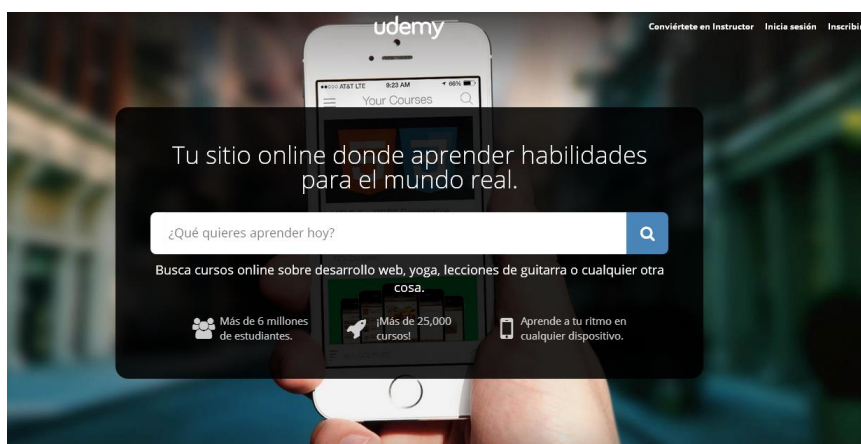 udemy
Conviértete en Instructor Inicia sesión
AT&T LTE 9:23 AM 66%
Your Courses
Tu sitio online donde aprender habilidades
para el mundo real.
¿Qué quieres aprender hoy?
Busca cursos online sobre desarrollo web, yoga, lecciones de guitarra o cualquier otra
cosa.
Más de 6 millones
de estudiantes.
¡Más de 25,000
cursos!
Aprende a tu ritmo en
cualquier dispositivo.